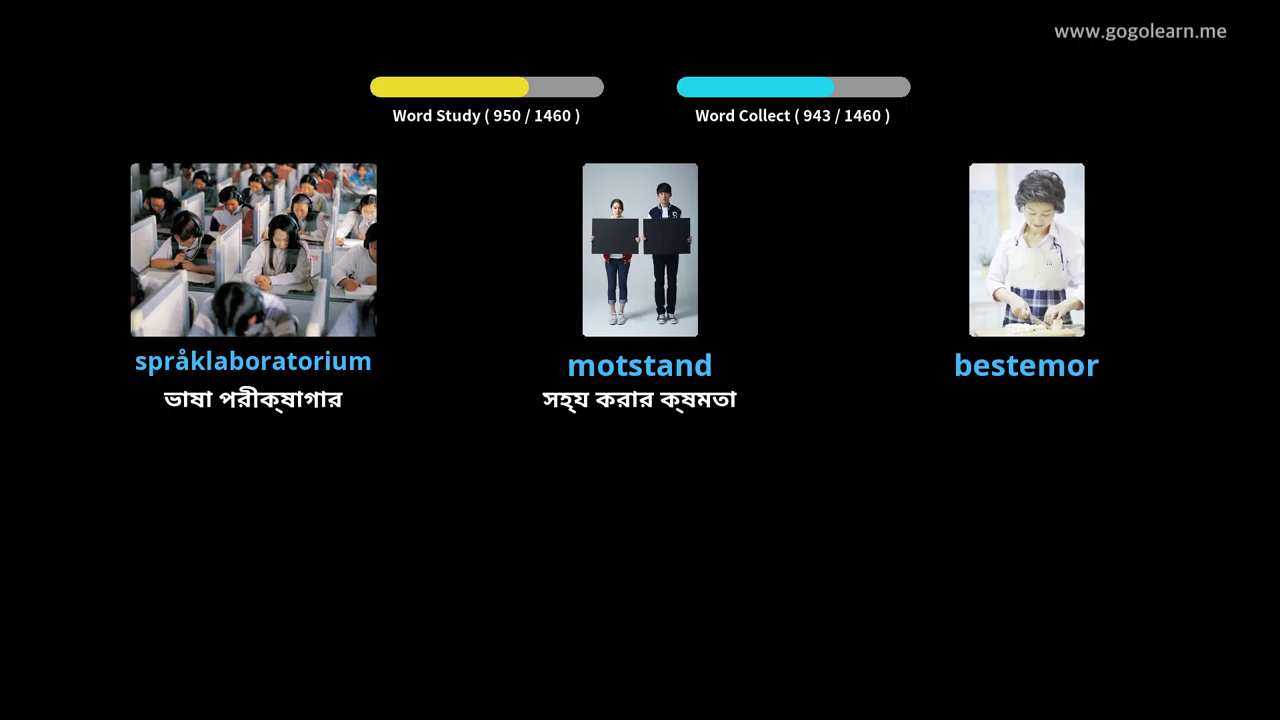 www.gogolearn.me
Word Study ( 950 / 1460 )
Word Collect ( 943 / 1460 )
språklaboratorium
motstand
bestemor
ভাষা পরীক্ষাগার
সহ্য করার ক্ষমতা